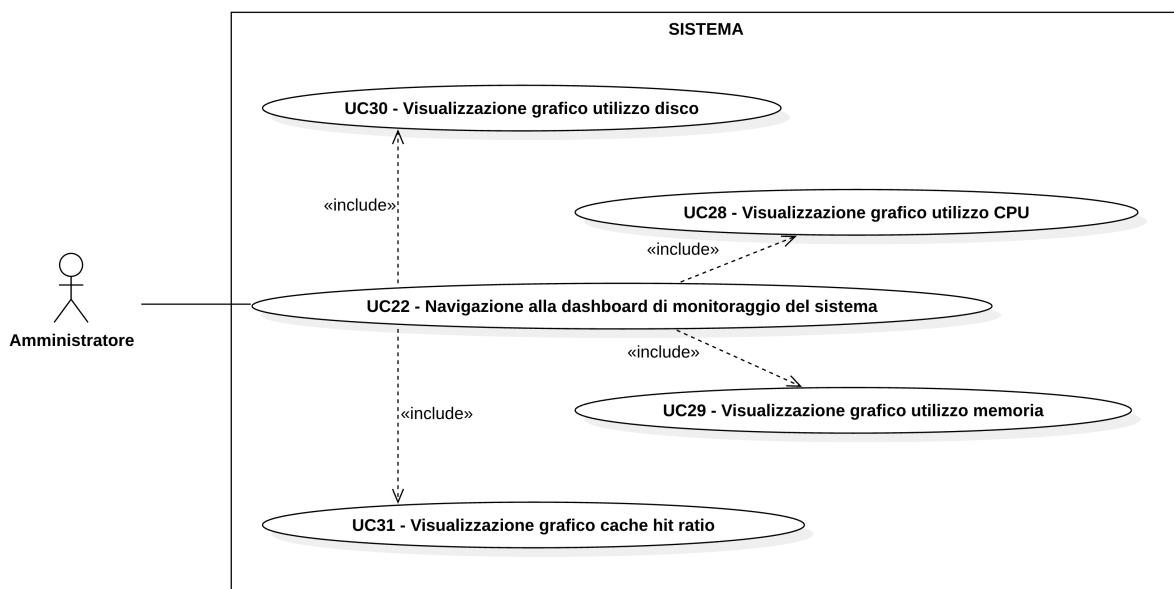 SISTEMA
UC30 - Visualizzazione grafico utilizzo disco
«include»
UC28 - Visualizzazione grafico utilizzo CPU
«include»
UC22 - Navigazione alla dashboard di monitoraggio del sistema
Amministratore
«include»
UC29 - Visualizzazione grafico utilizzo memoria
«include»
UC31 - Visualizzazione grafico cache hit ratio